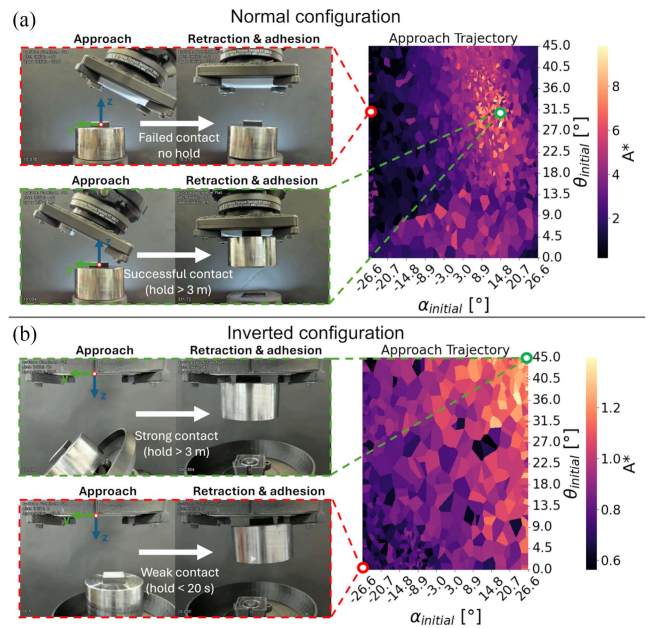 (a)
Normal configuration
Approach
Retraction & adhesion
Approach Trajectory
z
Failed contact
no hold
Approach
Retraction & adhesion
z
y
Successful contact
(hold > 3 m)
45.0
40.5
36.0
31.5
27.0
22.5
18.0
13.5
9.0
4.5
0.0
θinitial [°]
-26.6
-20.7
-14.8
-8.9
-3.0
3.0
8.9
14.8
20.7
26.6
αinitial [°]
8
6
4
2
A*
(b)
Inverted configuration
Approach
Retraction & adhesion
Approach Trajectory
y
z
Strong contact
(hold > 3 m)
Approach
Retraction & adhesion
y
z
Weak contact
(hold < 20 s)
45.0
40.5
36.0
31.5
27.0
22.5
18.0
13.5
9.0
4.5
0.0
θinitial [°]
-26.6
-20.7
-14.8
-8.9
-3.0
3.0
8.9
14.8
20.7
26.6
αinitial [°]
1.4
1.2
1.0
0.8
0.6
A*